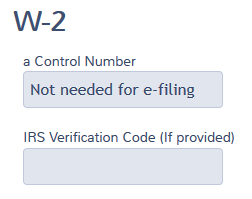 W-2
a Control Number
Not needed for e-filing
IRS Verification Code (If provided)